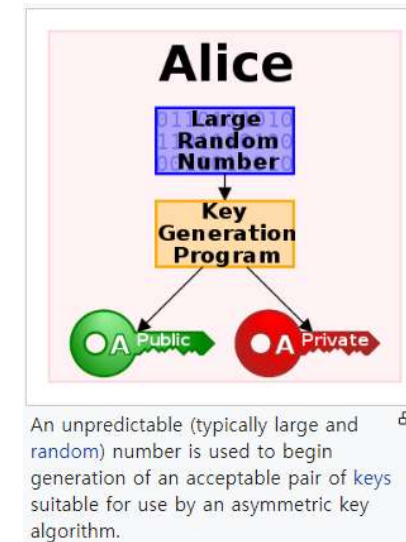 Alice
Large
Random
Number
Key
Generation
Program
A Public
A Private
An unpredictable (typically large and
random) number is used to begin
generation of an acceptable pair of keys
suitable for use by an asymmetric key
algorithm.